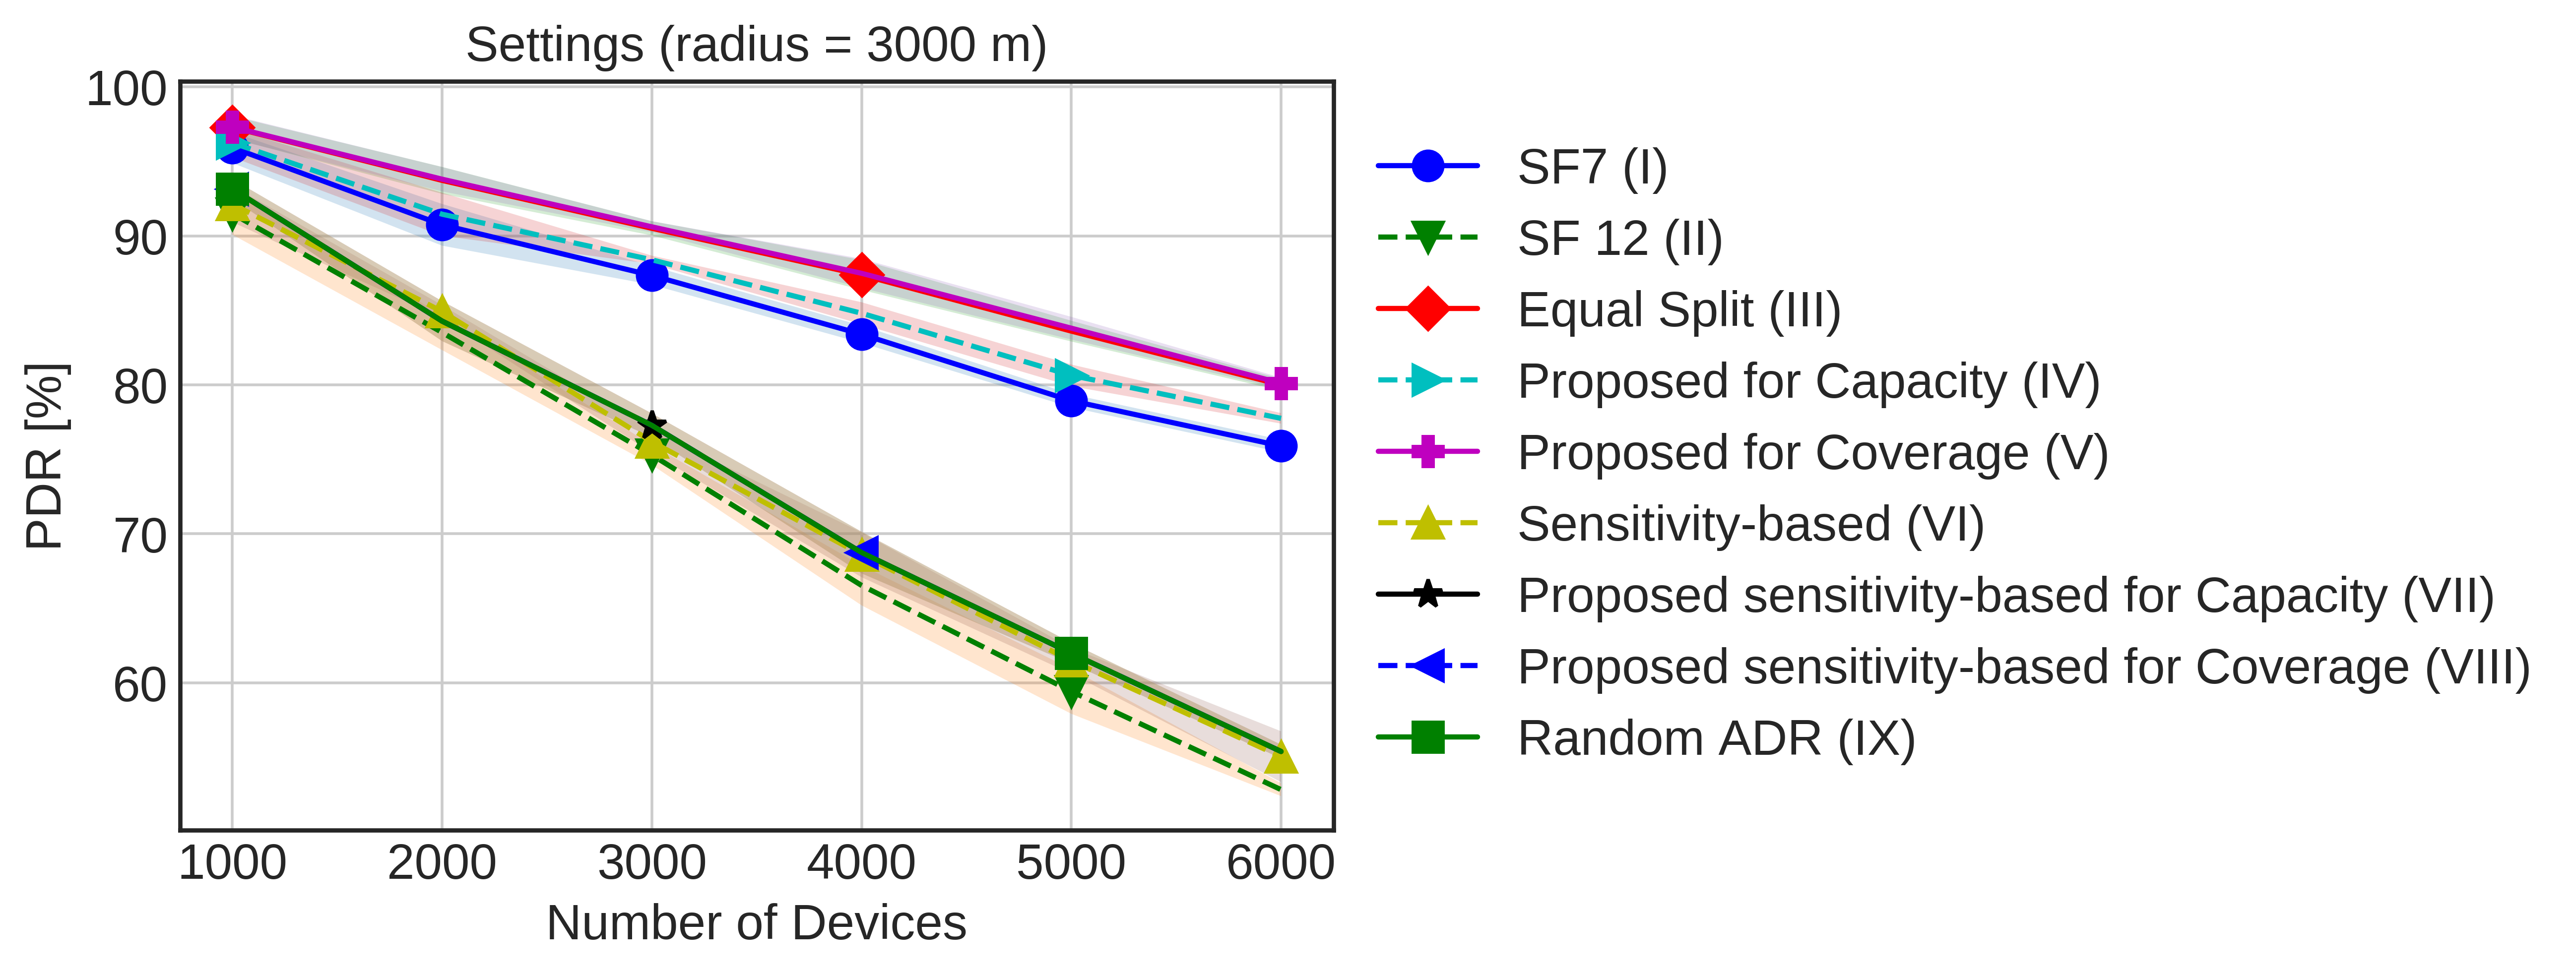 Settings (radius = 3000 m)
100
90
80
70
60
PDR [%]
1000 2000 3000 4000 5000 6000
Number of Devices
SF7 (I)
SF 12 (II)
Equal Split (III)
Proposed for Capacity (IV)
Proposed for Coverage (V)
Sensitivity-based (VI)
Proposed sensitivity-based for Capacity (VII)
Proposed sensitivity-based for Coverage (VIII)
Random ADR (IX)